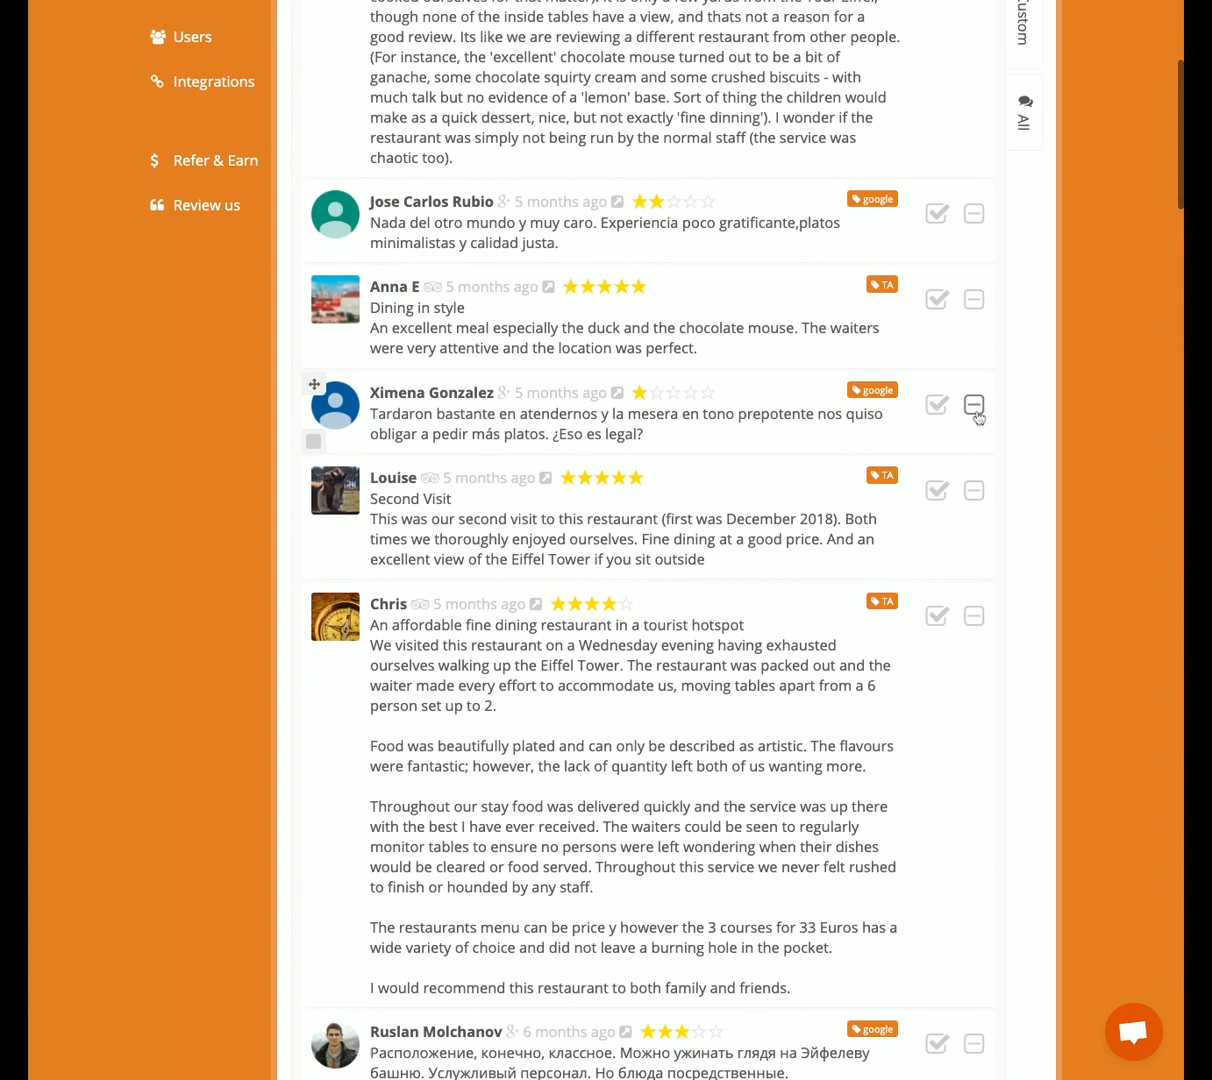 Users
Integrations
Refer & Earn
Review us
though none of the inside tables have a view, and thats not a reason for a
good review. Its like we are reviewing a different restaurant from other people.
(For instance, the 'excellent' chocolate mouse turned out to be a bit of
ganache, some chocolate squirty cream and some crushed biscuits - with
much talk but no evidence of a 'lemon' base. Sort of thing the children would
make as a quick dessert, nice, but not exactly 'fine dinning'). I wonder if the
restaurant was simply not being run by the normal staff (the service was
chaotic too).
Custom
All
Jose Carlos Rubio 5 months ago google
Nada del otro mundo y muy caro. Experiencia poco gratificante,platos
minimalistas y calidad justa.
Anna E 5 months ago TA
Dining in style
An excellent meal especially the duck and the chocolate mouse. The waiters
were very attentive and the location was perfect.
Ximena Gonzalez 5 months ago google
Tardaron bastante en atendernos y la mesera en tono prepotente nos quiso
obligar a pedir más platos. ¿Eso es legal?
Louise 5 months ago TA
Second Visit
This was our second visit to this restaurant (first was December 2018). Both
times we thoroughly enjoyed ourselves. Fine dining at a good price. And an
excellent view of the Eiffel Tower if you sit outside
Chris 5 months ago TA
An affordable fine dining restaurant in a tourist hotspot
We visited this restaurant on a Wednesday evening having exhausted
ourselves walking up the Eiffel Tower. The restaurant was packed out and the
waiter made every effort to accommodate us, moving tables apart from a 6
person set up to 2.
Food was beautifully plated and can only be described as artistic. The flavours
were fantastic; however, the lack of quantity left both of us wanting more.
Throughout our stay food was delivered quickly and the service was up there
with the best I have ever received. The waiters could be seen to regularly
monitor tables to ensure no persons were left wondering when their dishes
would be cleared or food served. Throughout this service we never felt rushed
to finish or hounded by any staff.
The restaurants menu can be price y however the 3 courses for 33 Euros has a
wide variety of choice and did not leave a burning hole in the pocket.
I would recommend this restaurant to both family and friends.
Ruslan Molchanov 6 months ago google
Расположение, конечно, классное. Можно ужинать глядя на Эйфелеву
башню. Услужливый персонал. Но блюда посредственные.